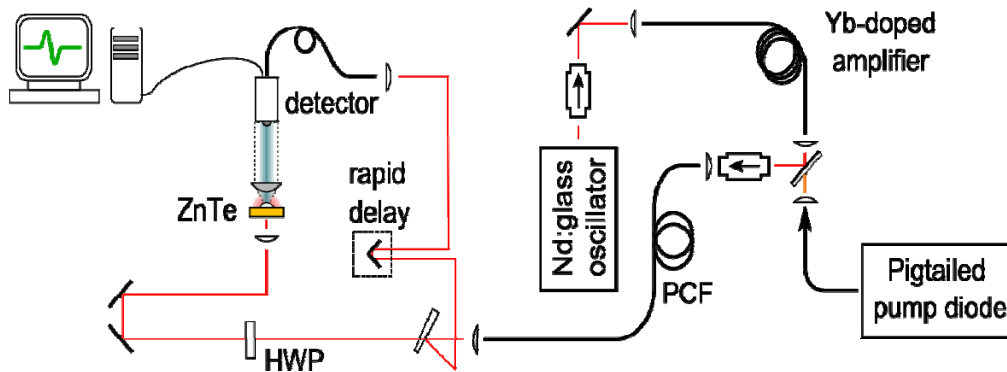 Yb-doped
amplifier
detector
rapid
delay
ZnTe
Nd:glass
oscillator
PCF
Pigtailed
pump diode
HWP